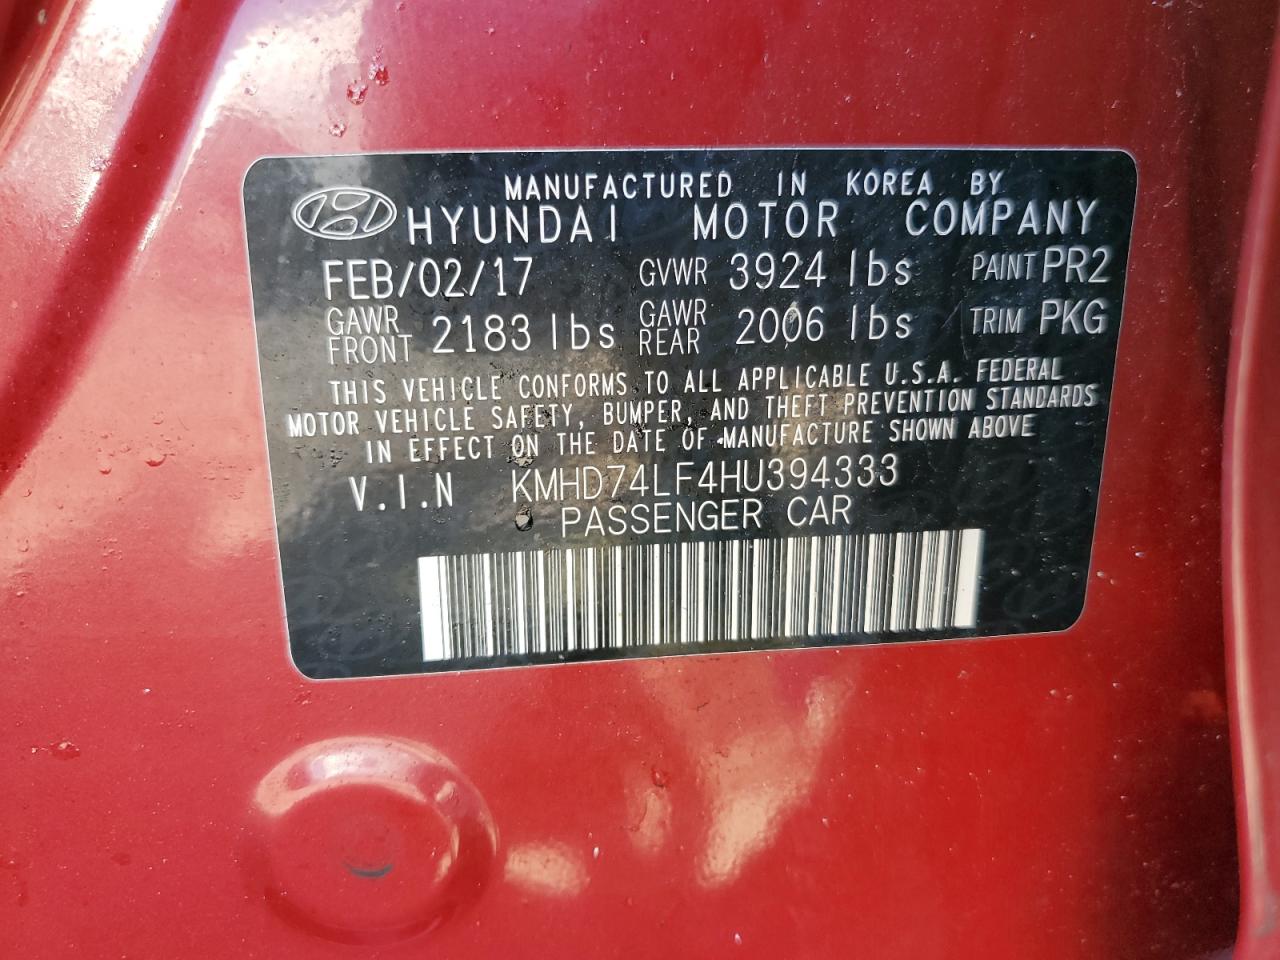 MANUFACTURED IN KOREA BY
HYUNDAI MOTOR COMPANY
FEB/02/17 GVWR 3924 lbs PAINT PR2
GAWR FRONT 2183 lbs GAWR REAR 2006 lbs TRIM PKG
THIS VEHICLE CONFORMS TO ALL APPLICABLE U.S.A. FEDERAL
MOTOR VEHICLE SAFETY, BUMPER, AND THEFT PREVENTION STANDARDS
IN EFFECT ON THE DATE OF MANUFACTURE SHOWN ABOVE
V.I.N KMHD74LF4HU394333
PASSENGER CAR